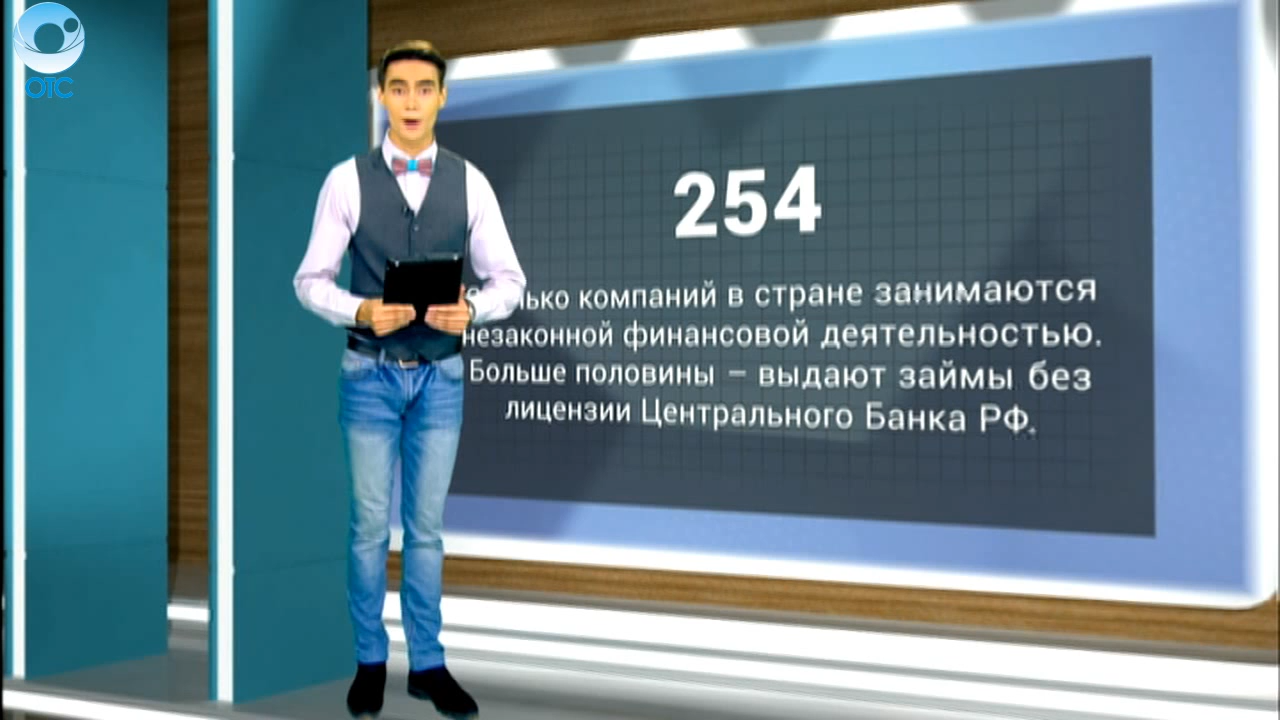 ОТС
254
компаний в стране занимаются
незаконной финансовой деятельностью.
Больше половины – выдают займы без
лицензии Центрального Банка РФ.